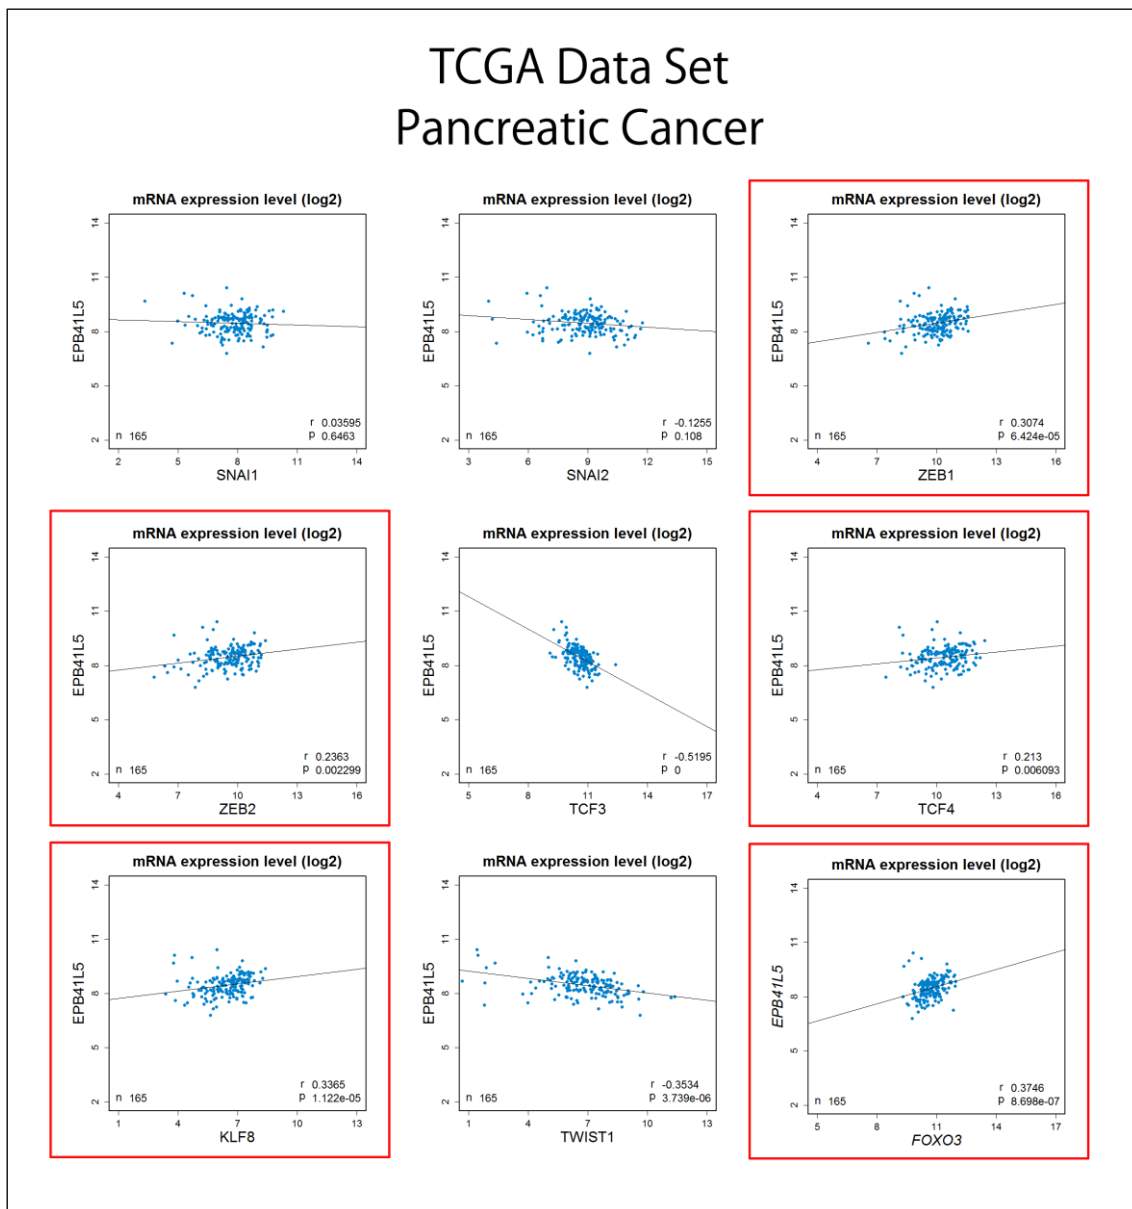 TCGA Data Set
Pancreatic Cancer
mRNA expression level (log2)
EPB41L5
14
11
8
5
2
n 165
r 0.03595
p 0.6463
2 5 8 11 14
SNAI1
mRNA expression level (log2)
EPB41L5
14
11
8
5
2
n 165
r -0.1255
p 0.108
3 6 9 12 15
SNAI2
mRNA expression level (log2)
EPB41L5
14
11
8
5
2
n 165
r 0.3074
p 6.424e-05
4 7 10 13 16
ZEB1
mRNA expression level (log2)
EPB41L5
14
11
8
5
2
n 165
r 0.2363
p 0.002299
4 7 10 13 16
ZEB2
mRNA expression level (log2)
EPB41L5
14
11
8
5
2
n 165
r -0.5195
p 0
5 8 11 14 17
TCF3
mRNA expression level (log2)
EPB41L5
14
11
8
5
2
n 165
r 0.213
p 0.006093
4 7 10 13 16
TCF4
mRNA expression level (log2)
EPB41L5
14
11
8
5
2
n 165
r 0.3365
p 1.122e-05
1 4 7 10 13
KLF8
mRNA expression level (log2)
EPB41L5
14
11
8
5
2
n 165
r -0.3534
p 3.739e-06
1 4 7 10 13
TWIST1
mRNA expression level (log2)
EPB41L5
14
11
8
5
2
n 165
r 0.3746
p 8.698e-07
5 8 11 14 17
FOXO3